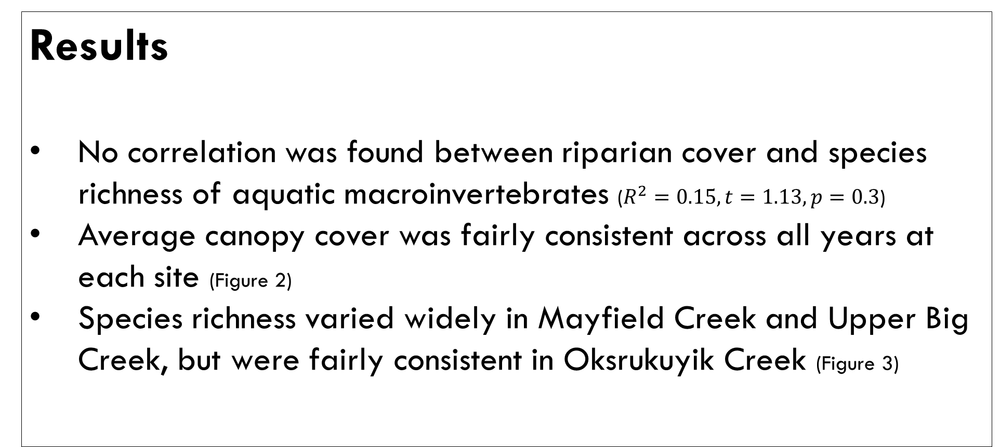 Results
• No correlation was found between riparian cover and species
richness of aquatic macroinvertebrates (R² = 0.15, t = 1.13, p = 0.3)
• Average canopy cover was fairly consistent across all years at
each site (Figure 2)
• Species richness varied widely in Mayfield Creek and Upper Big
Creek, but were fairly consistent in Oksrukuyik Creek (Figure 3)